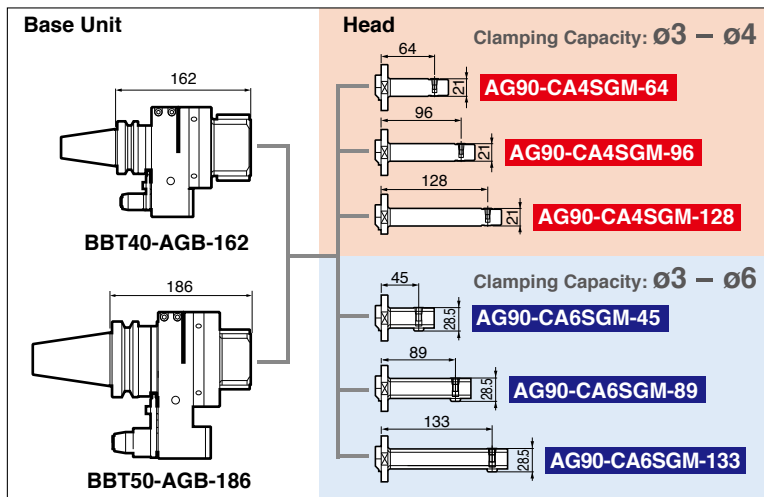 Base Unit
162
BBT40-AGB-162
186
BBT50-AGB-186
Head
Clamping Capacity: ø3 – ø4
64
21
AG90-CA4SGM-64
96
21
AG90-CA4SGM-96
128
21
AG90-CA4SGM-128
Clamping Capacity: ø3 – ø6
45
28.5
AG90-CA6SGM-45
89
28.5
AG90-CA6SGM-89
133
28.5
AG90-CA6SGM-133